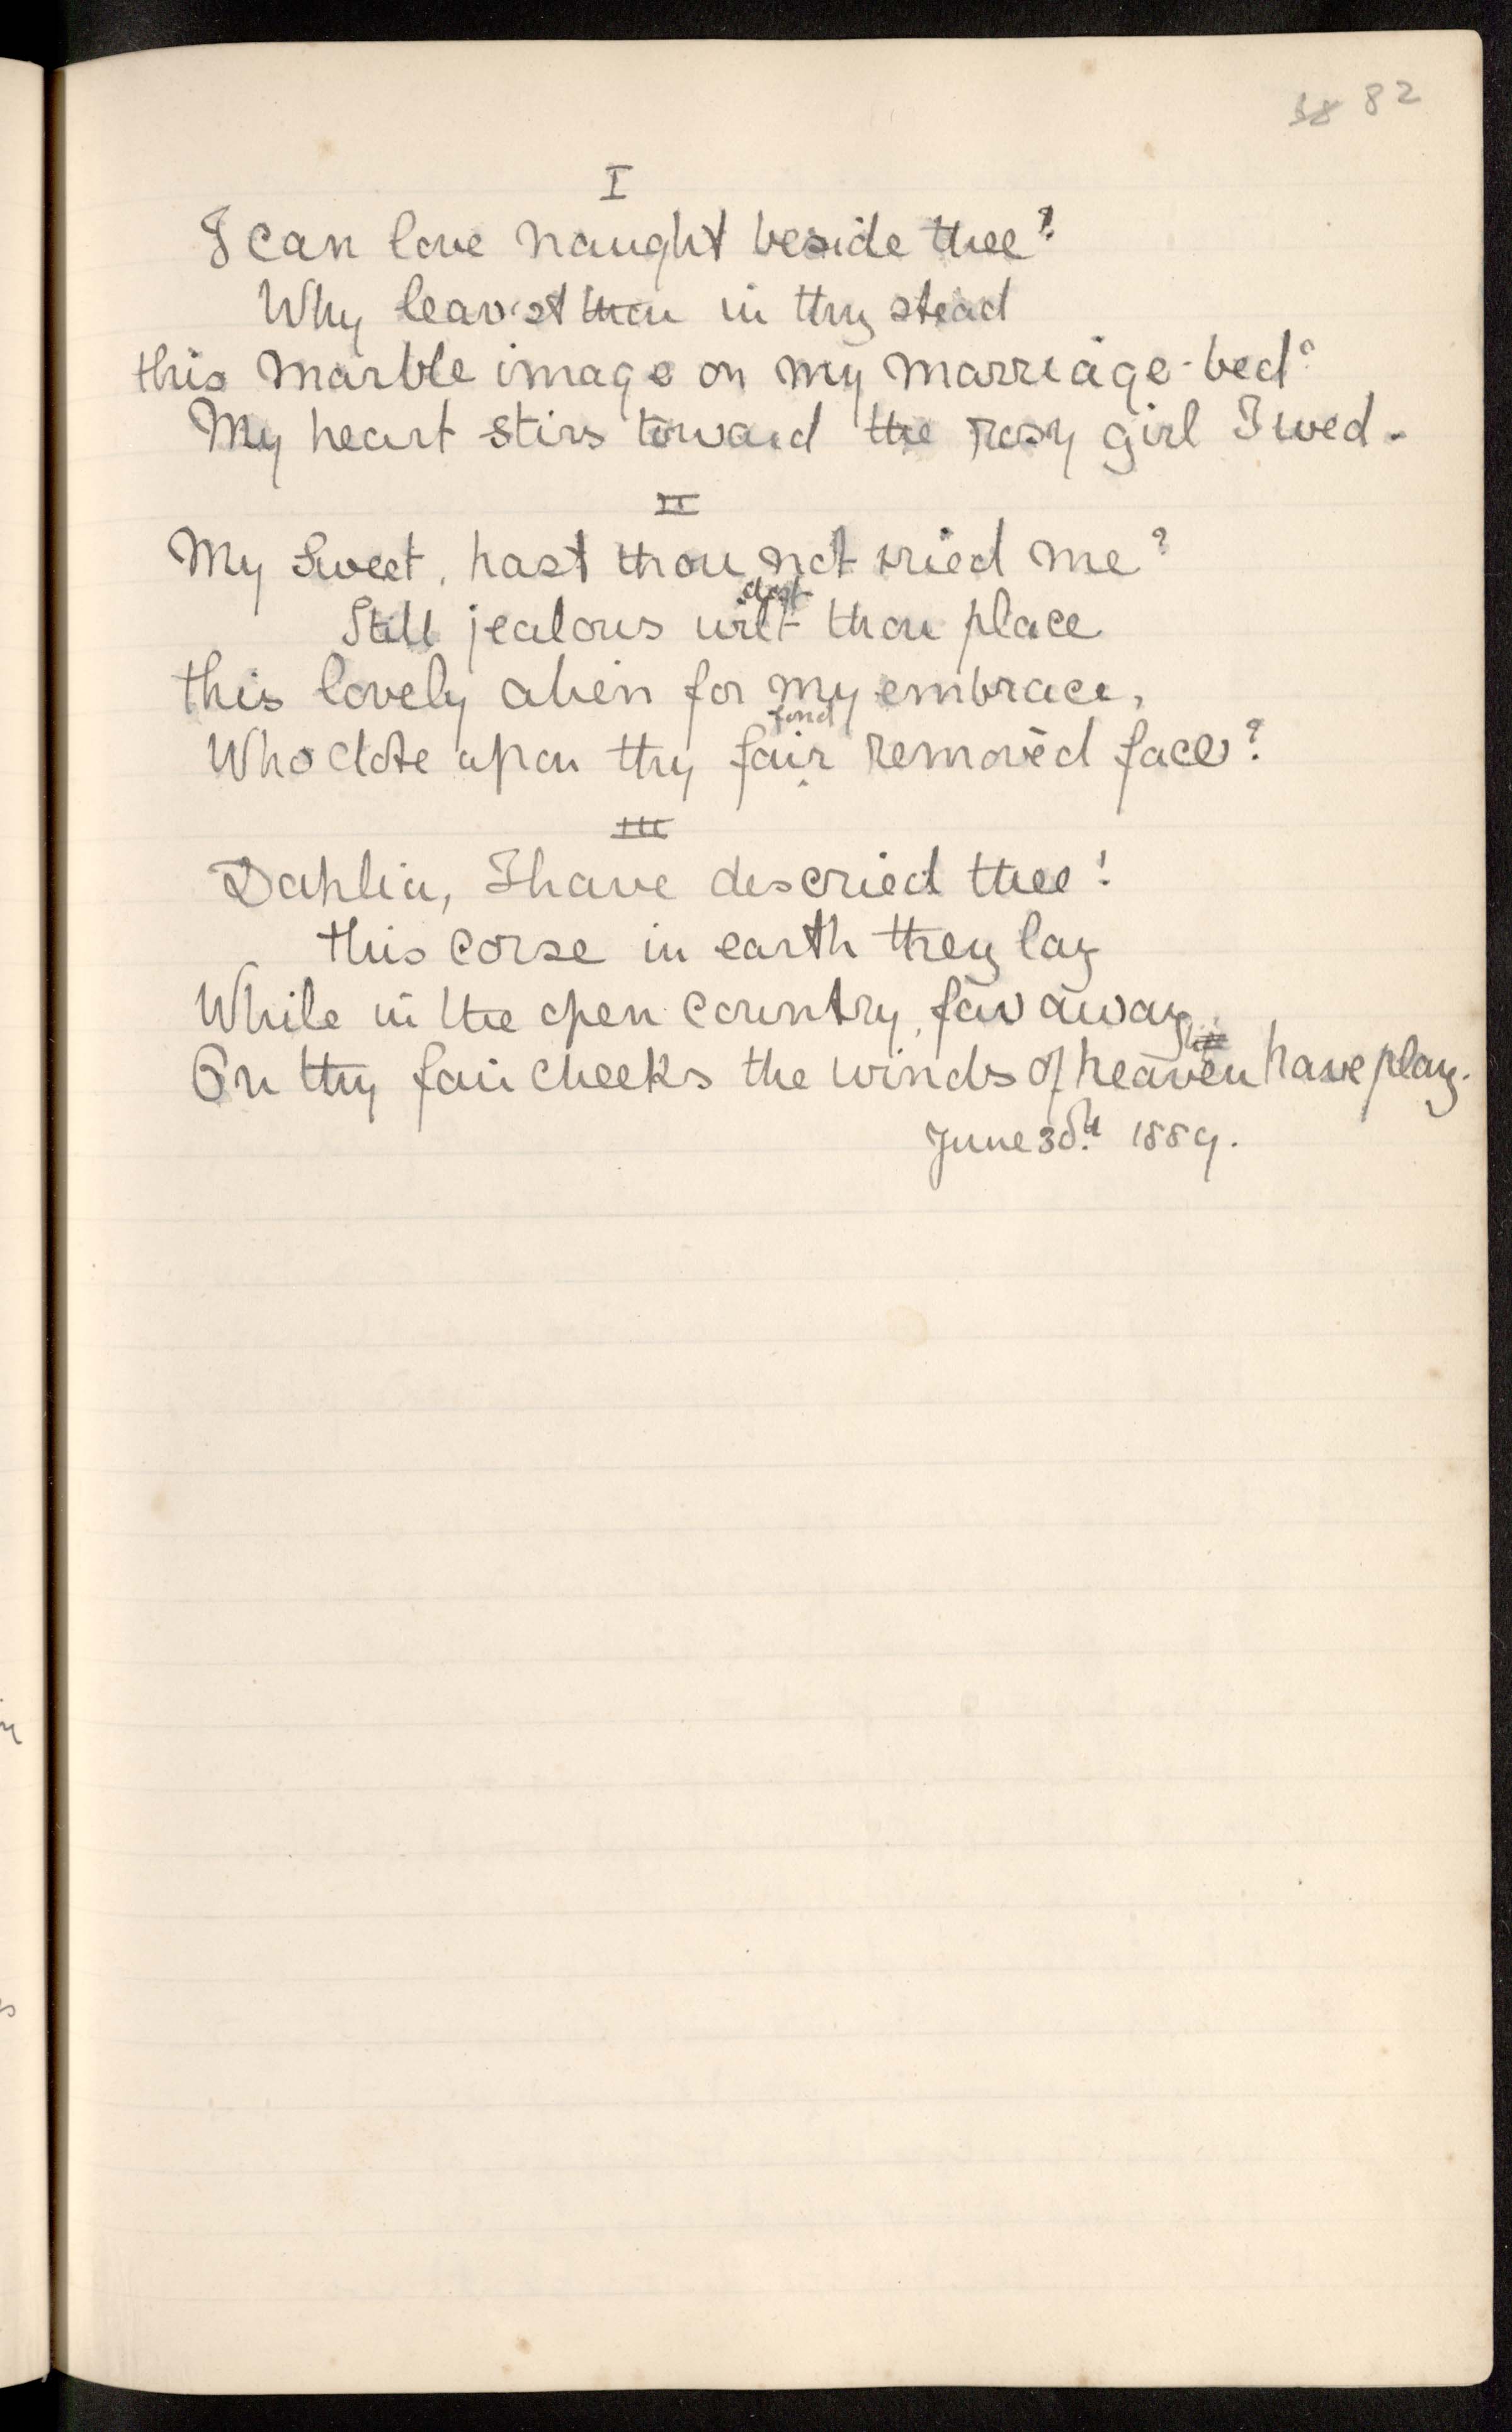 38 82
I
I can love naught beside thee?
Why leav'st thou in thy stead
this marble image on my marriage-bed?
My heart stirs toward the rosy girl I wed.
II
My Sweet, hast thou not tried me?
dost
Still jealous wilt thou place
this lovely alien for my embrace,
fond
Who dote upon thy fair removèd face?
III
Dahlia, I have descried thee!
this corse in earth they lay
While in the open country, far away,
On thy fair cheeks the winds of heaven have play.
June 30th 1889.